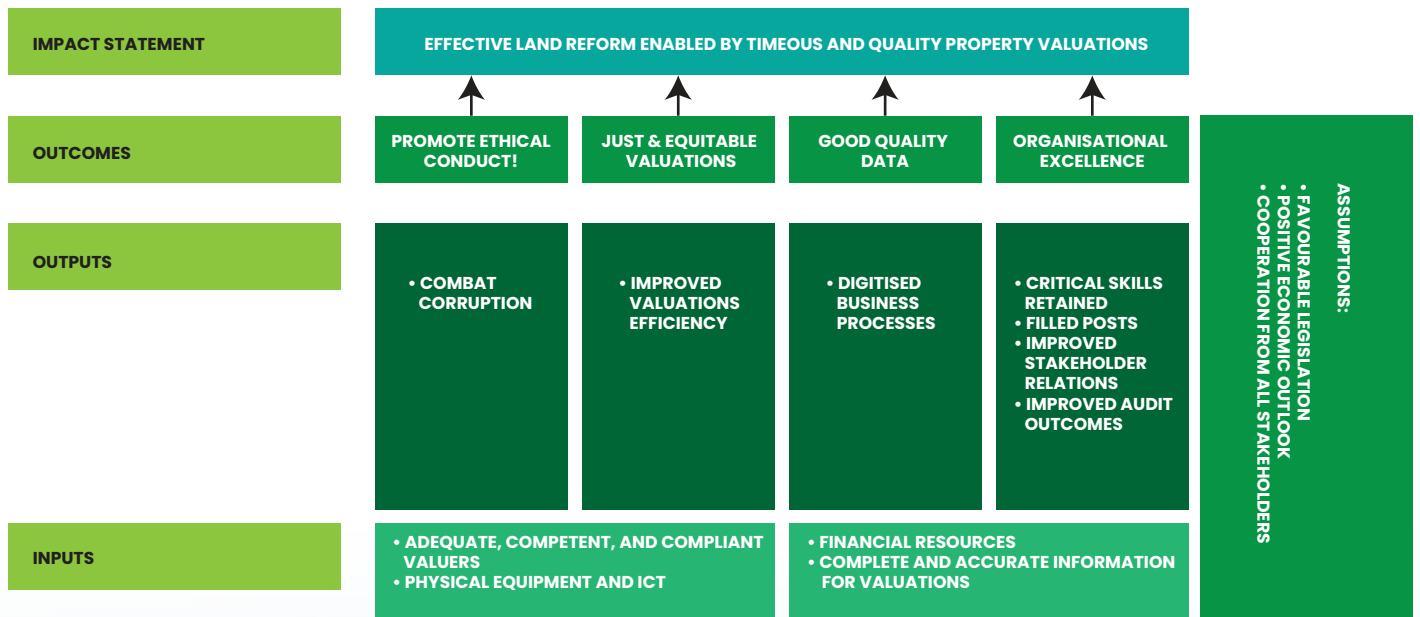 IMPACT STATEMENT
EFFECTIVE LAND REFORM ENABLED BY TIMEOUS AND QUALITY PROPERTY VALUATIONS
OUTCOMES
PROMOTE ETHICAL
CONDUCT!
JUST & EQUITABLE
VALUATIONS
GOOD QUALITY
DATA
ORGANISATIONAL
EXCELLENCE
OUTPUTS
• COMBAT
CORRUPTION
• IMPROVED
VALUATIONS
EFFICIENCY
• DIGITISED
BUSINESS
PROCESSES
• CRITICAL SKILLS
RETAINED
• FILLED POSTS
• IMPROVED
STAKEHOLDER
RELATIONS
• IMPROVED AUDIT
OUTCOMES
INPUTS
• ADEQUATE, COMPETENT, AND COMPLIANT
VALUERS
• PHYSICAL EQUIPMENT AND ICT
• FINANCIAL RESOURCES
• COMPLETE AND ACCURATE INFORMATION
FOR VALUATIONS
ASSUMPTIONS:
• FAVOURABLE LEGISLATION
• POSITIVE ECONOMIC OUTLOOK
• COOPERATION FROM ALL STAKEHOLDERS